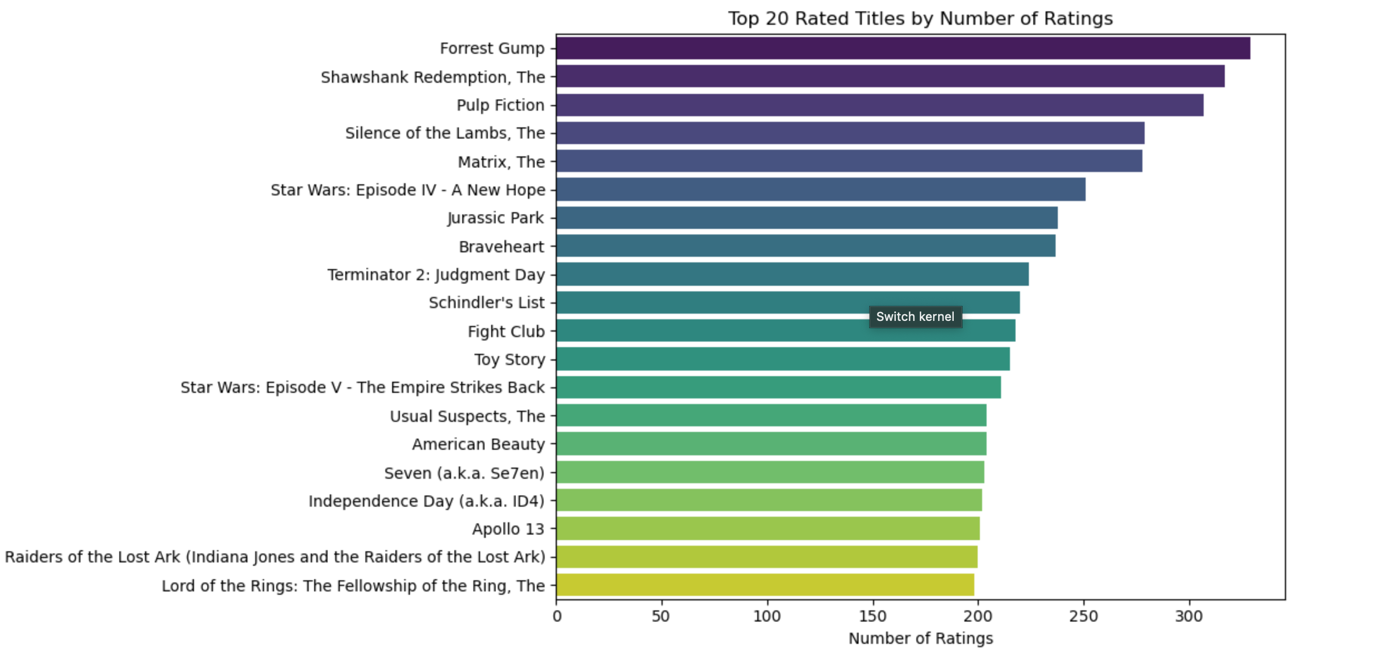 Top 20 Rated Titles by Number of Ratings
Forrest Gump
Shawshank Redemption, The
Pulp Fiction
Silence of the Lambs, The
Matrix, The
Star Wars: Episode IV - A New Hope
Jurassic Park
Braveheart
Terminator 2: Judgment Day
Schindler's List
Switch kernel
Fight Club
Toy Story
Star Wars: Episode V - The Empire Strikes Back
Usual Suspects, The
American Beauty
Seven (a.k.a. Se7en)
Independence Day (a.k.a. ID4)
Apollo 13
Raiders of the Lost Ark (Indiana Jones and the Raiders of the Lost Ark)
Lord of the Rings: The Fellowship of the Ring, The
0 50 100 150 200 250 300
Number of Ratings